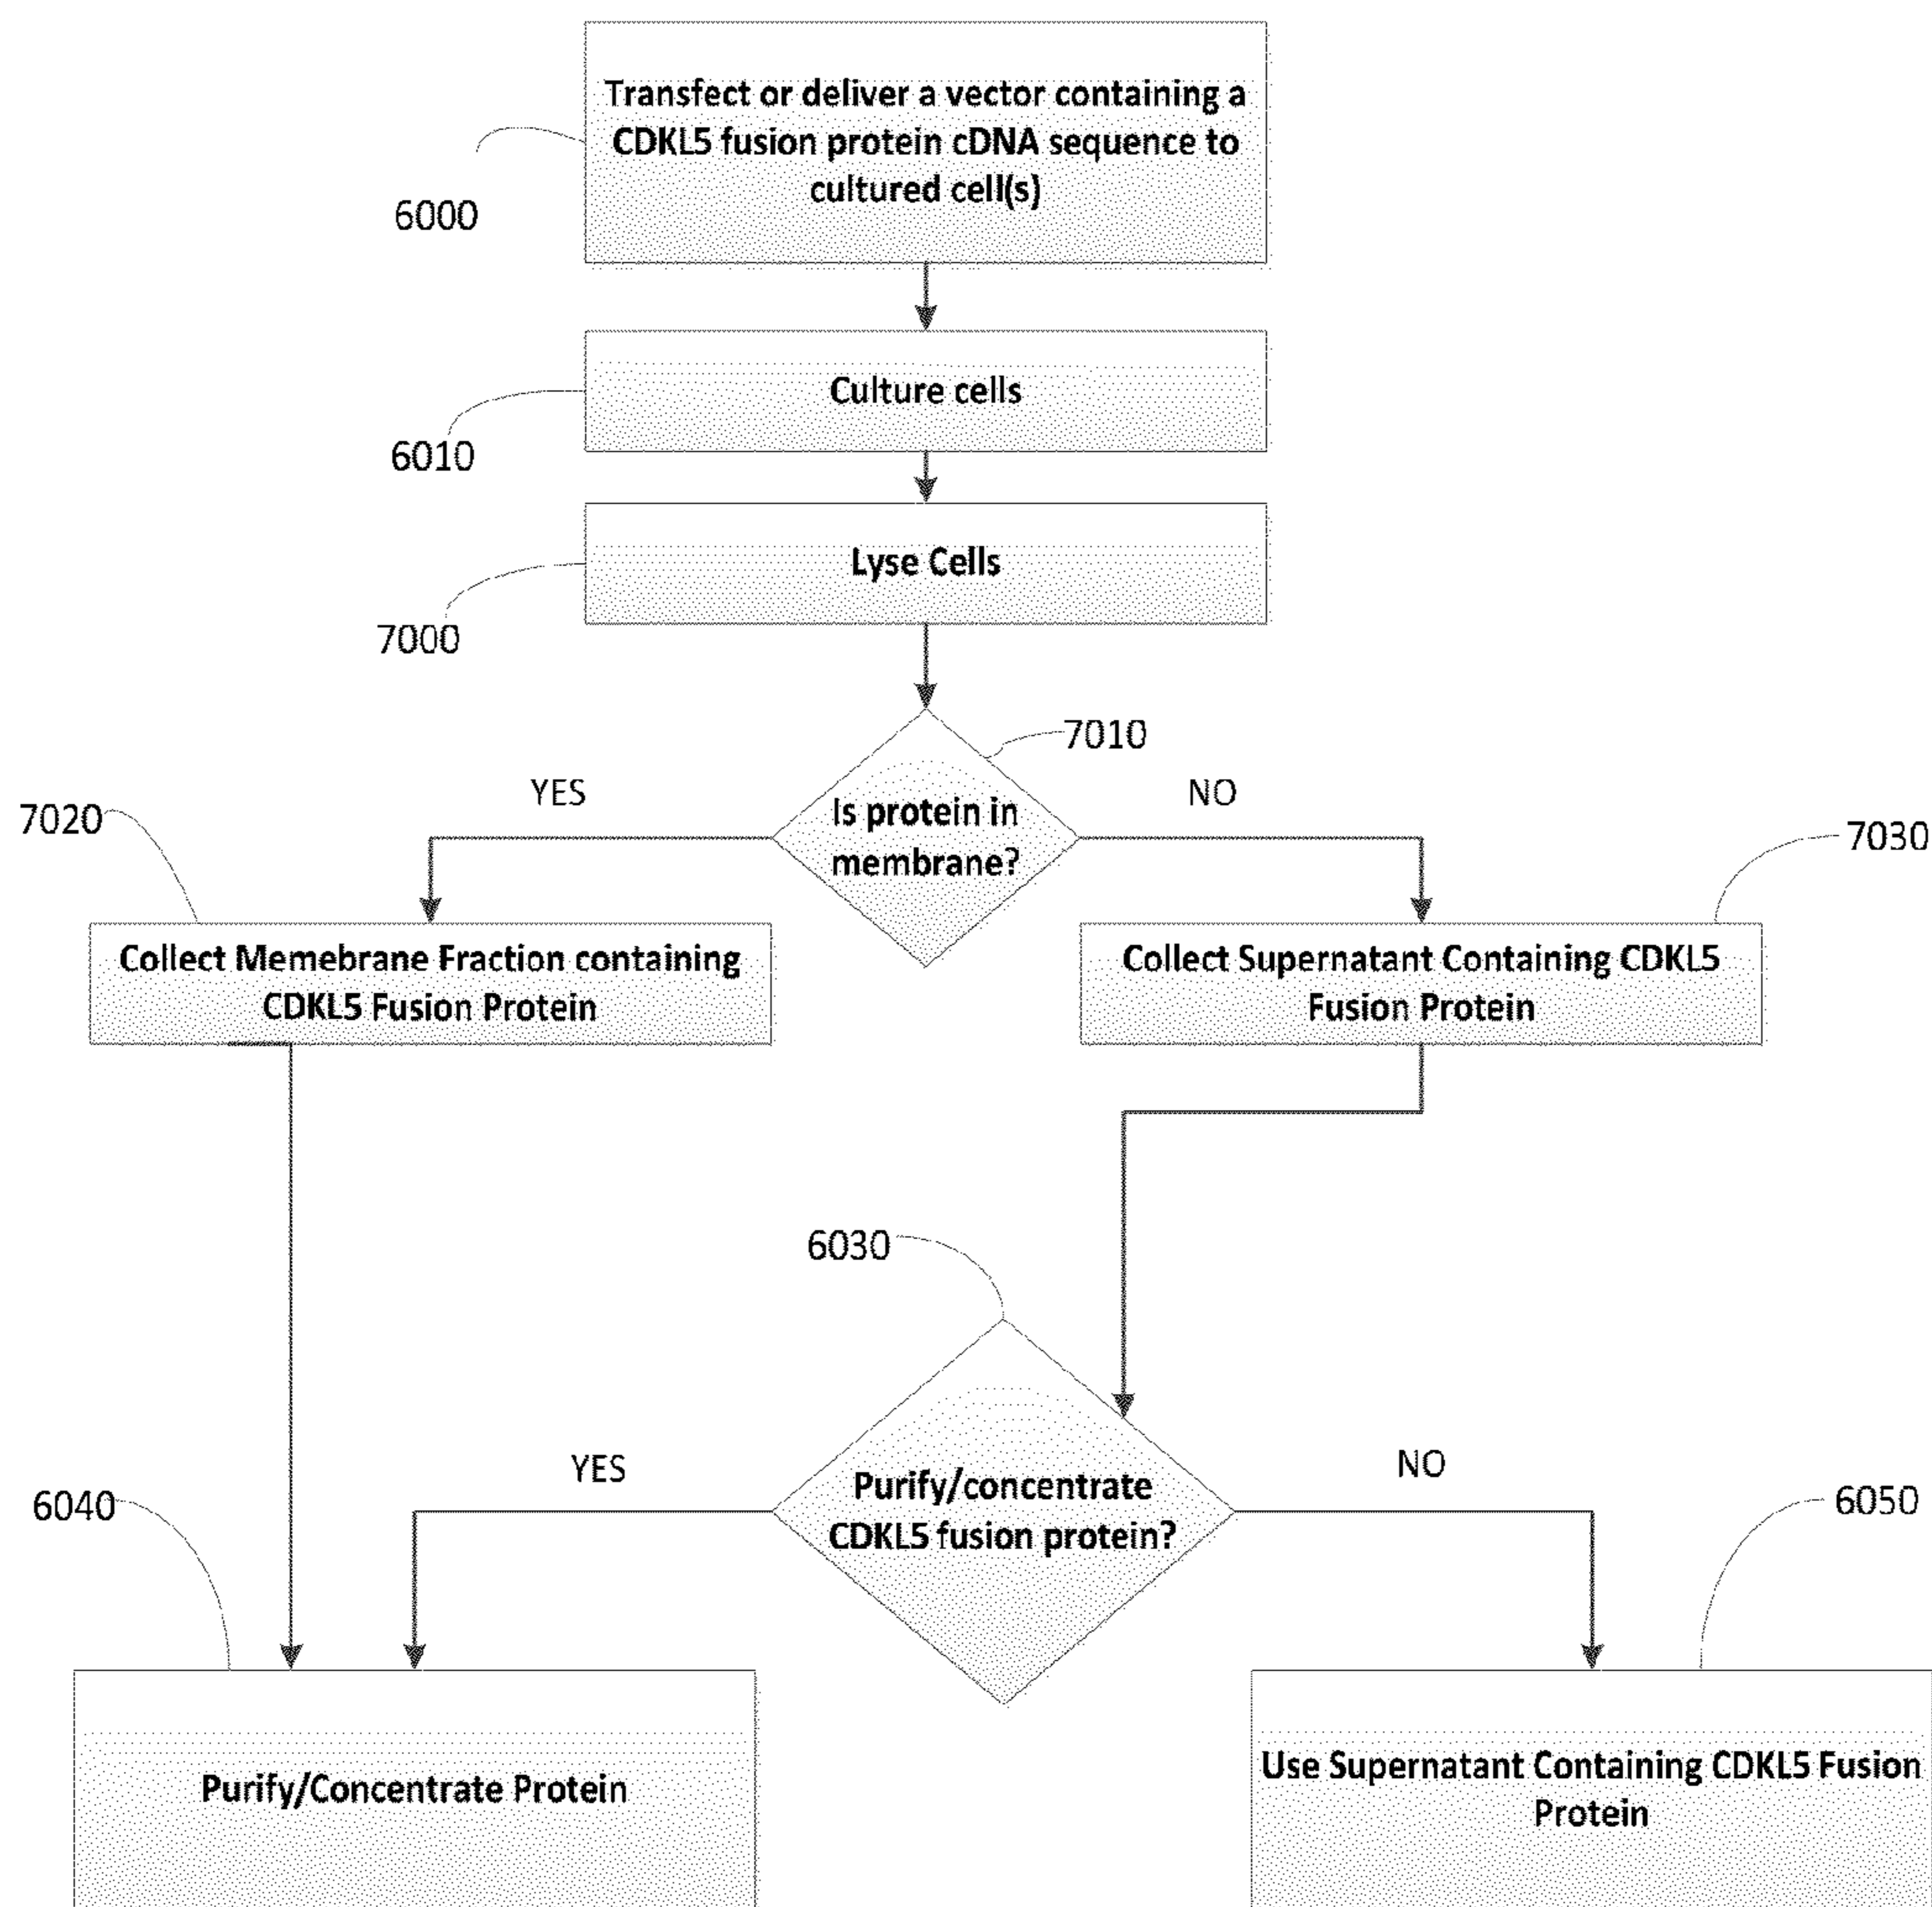 Transfect or deliver a vector containing a
CDKL5 fusion protein cDNA sequence to
cultured cell(s)
6000
Culture cells
6010
Lyse Cells
7000
7010
YES
NO
Is protein in
membrane?
7020
7030
Collect Memebrane Fraction containing
CDKL5 Fusion Protein
Collect Supernatant Containing CDKL5
Fusion Protein
6030
YES
NO
Purify/concentrate
CDKL5 fusion protein?
6040
6050
Purify/Concentrate Protein
Use Supernatant Containing CDKL5 Fusion
Protein